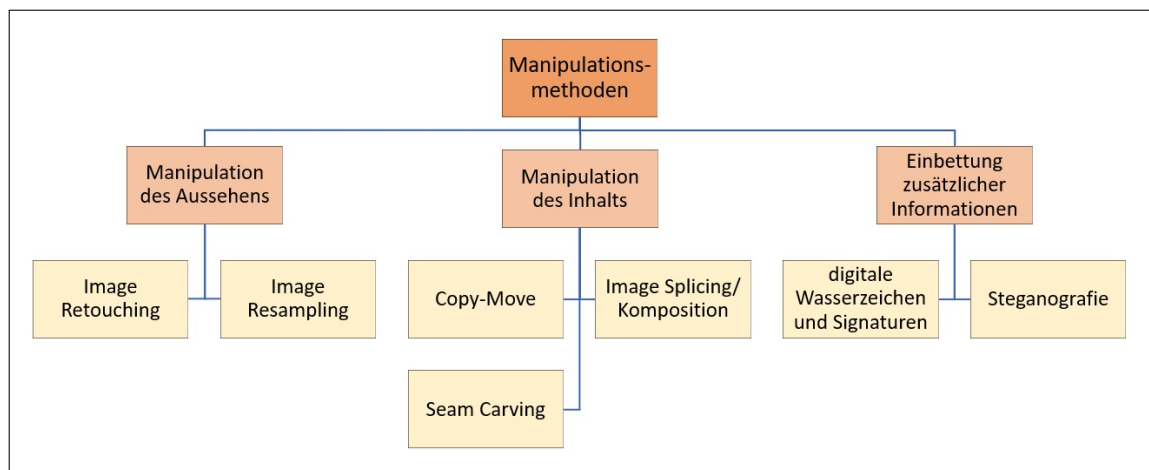 Manipulations-
methoden
Manipulation
des Aussehens
Manipulation
des Inhalts
Einbettung
zusätzlicher
Informationen
Image
Retouching
Image
Resampling
Copy-Move
Image Splicing/
Komposition
digitale
Wasserzeichen
und Signaturen
Steganografie
Seam Carving